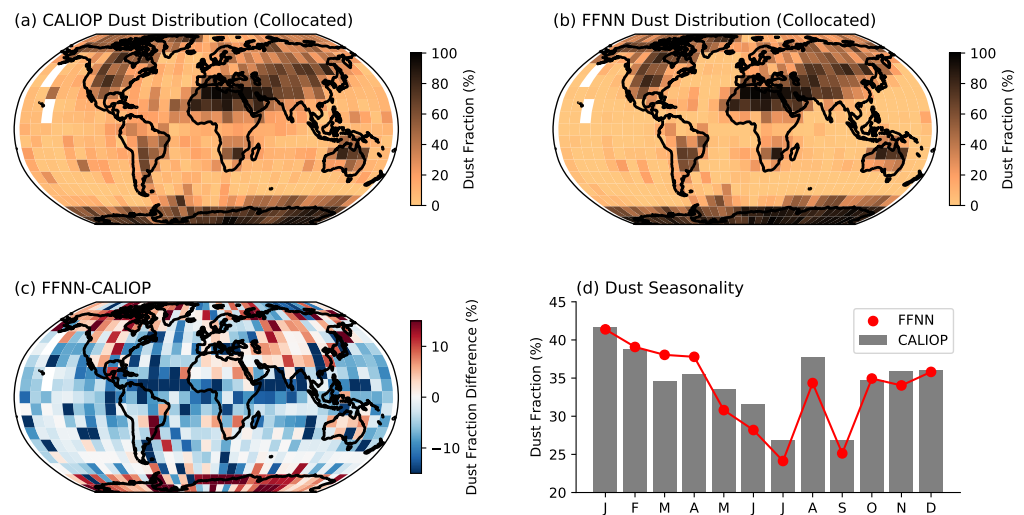 (a) CALIOP Dust Distribution (Collocated)
(b) FFNN Dust Distribution (Collocated)
100
80
60
40
20
0
Dust Fraction (%)
100
80
60
40
20
0
Dust Fraction (%)
(c) FFNN-CALIOP
10
0
−10
Dust Fraction Difference (%)
(d) Dust Seasonality
45
40
35
30
25
20
Dust Fraction (%)
FFNN
CALIOP
J F M A M J J A S O N D